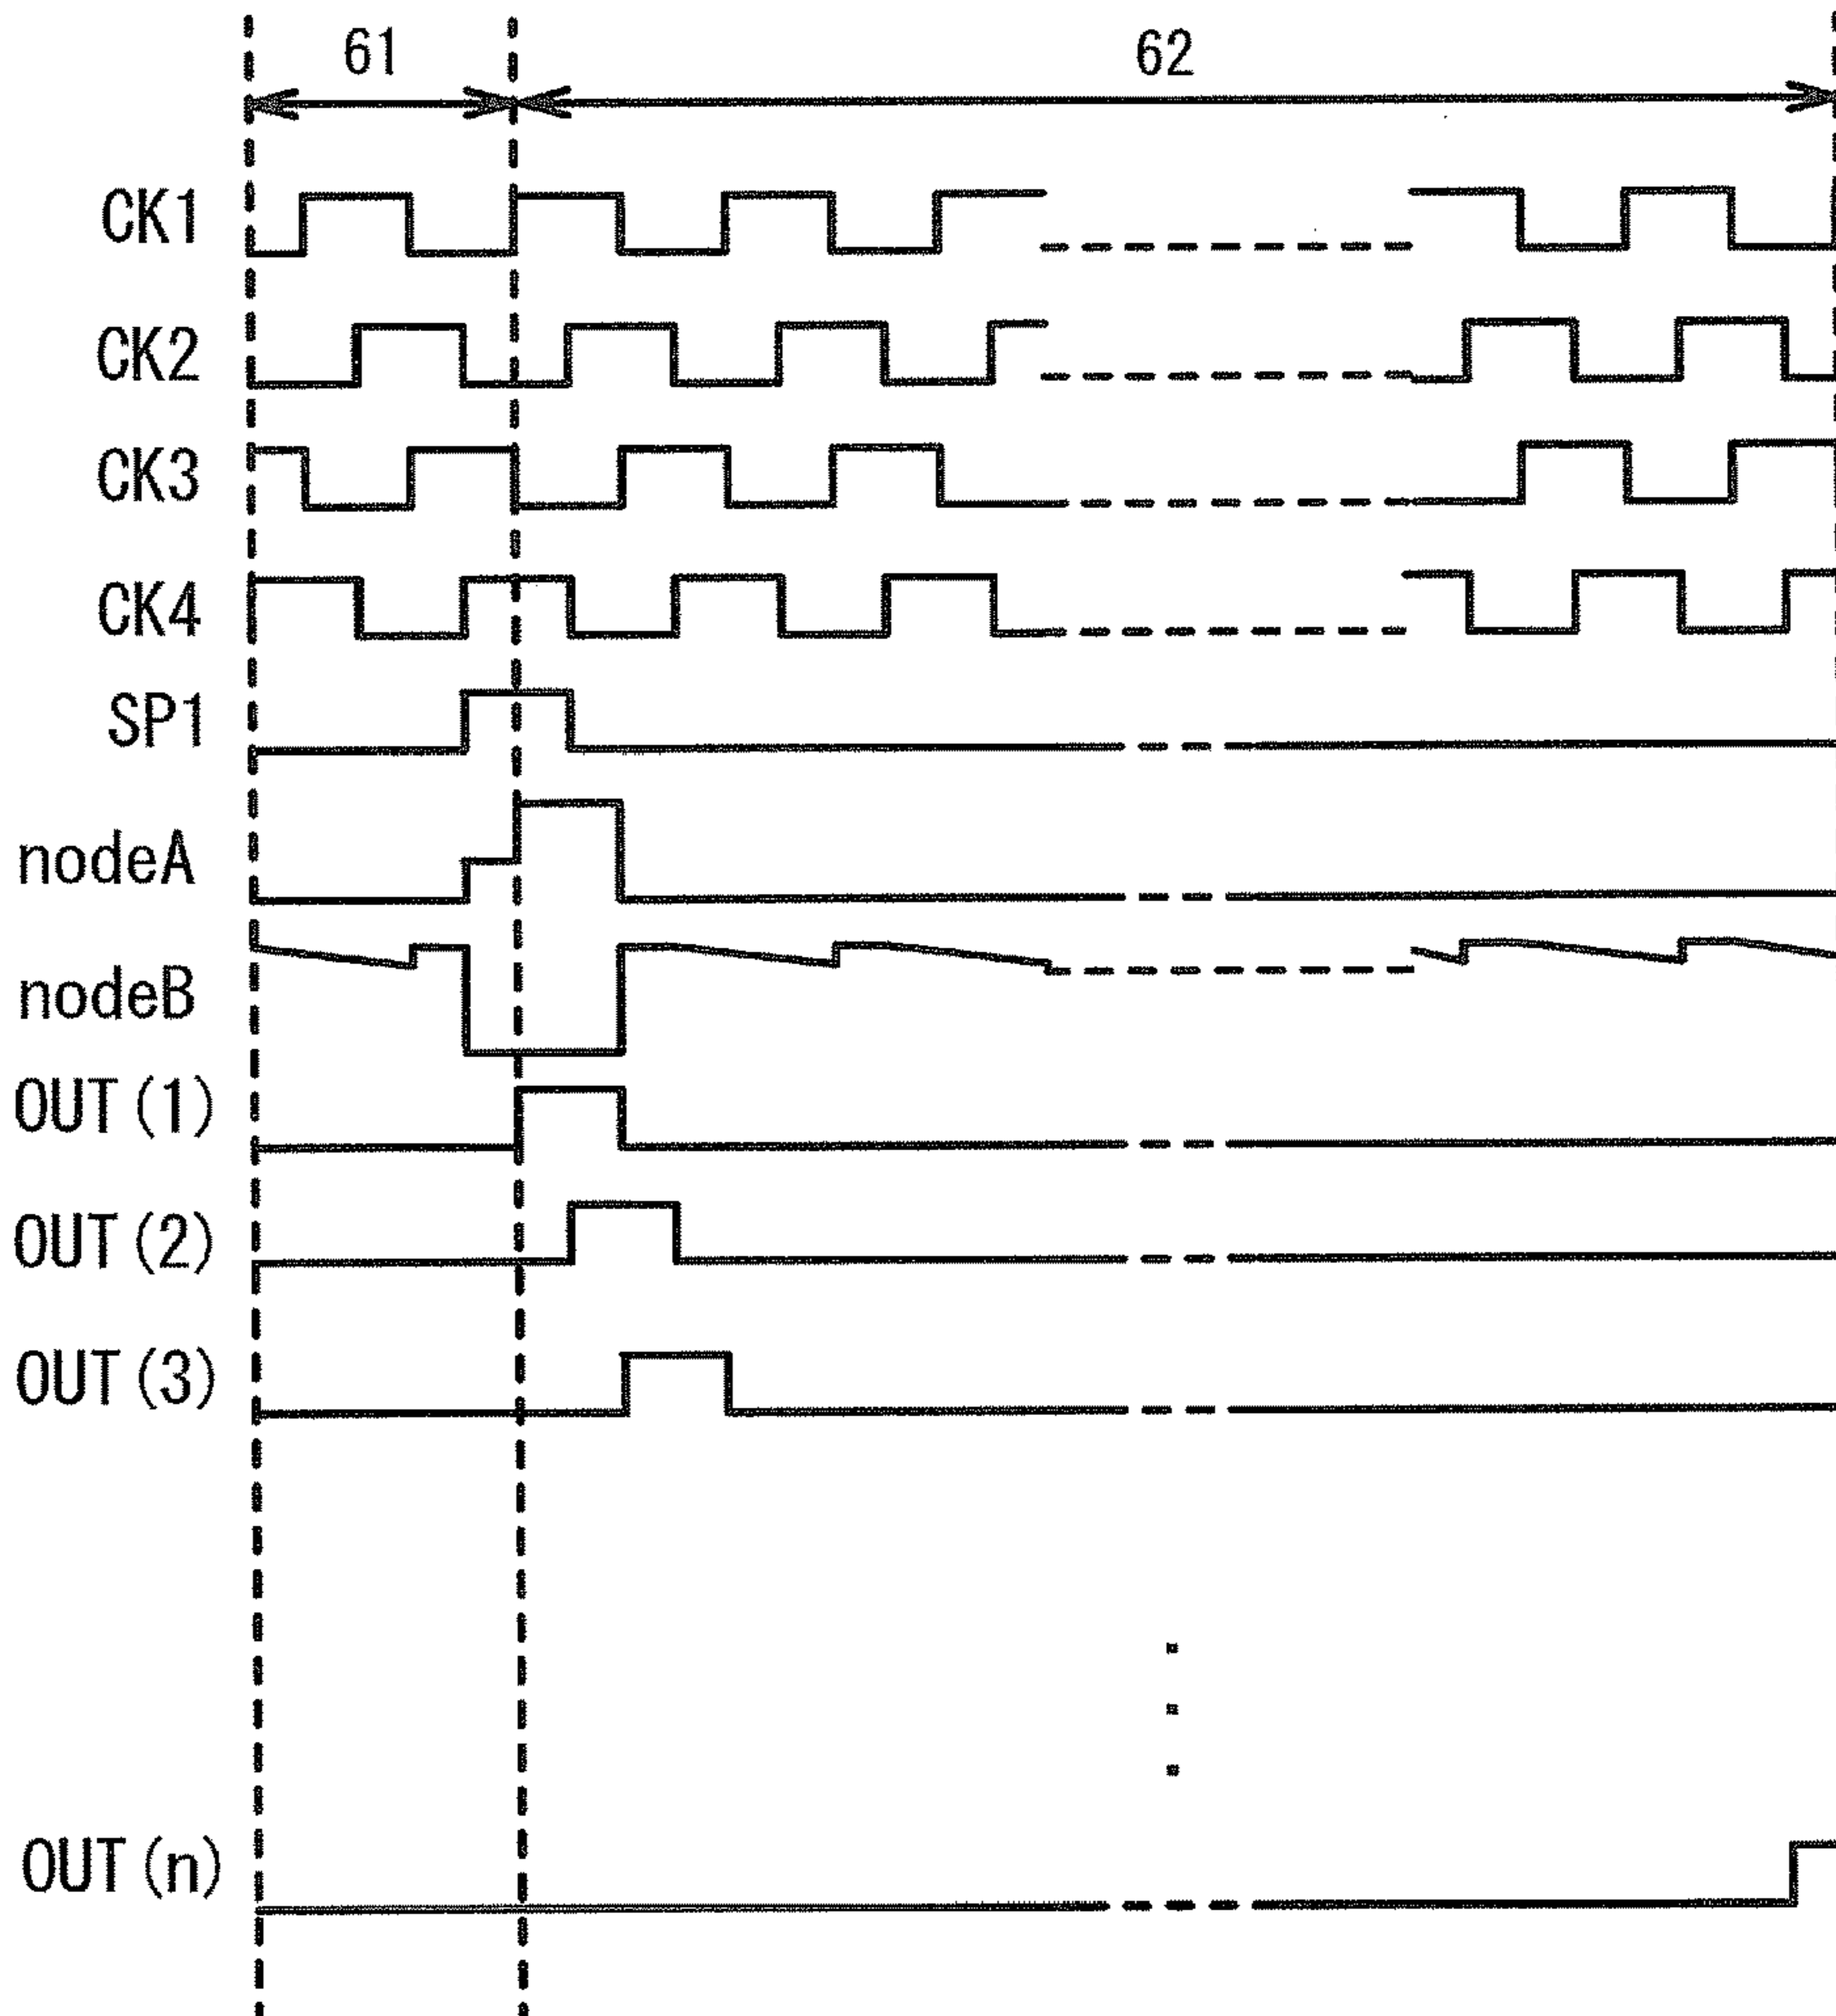 61 62
CK1
CK2
CK3
CK4
SP1
nodeA
nodeB
OUT(1)
OUT(2)
OUT(3)
OUT(n)